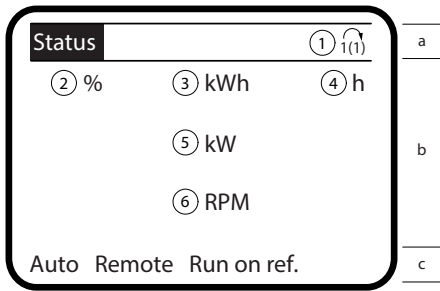 Status ① 1(1) a
② % ③ kWh ④ h
⑤ kW b
⑥ RPM
Auto Remote Run on ref. c